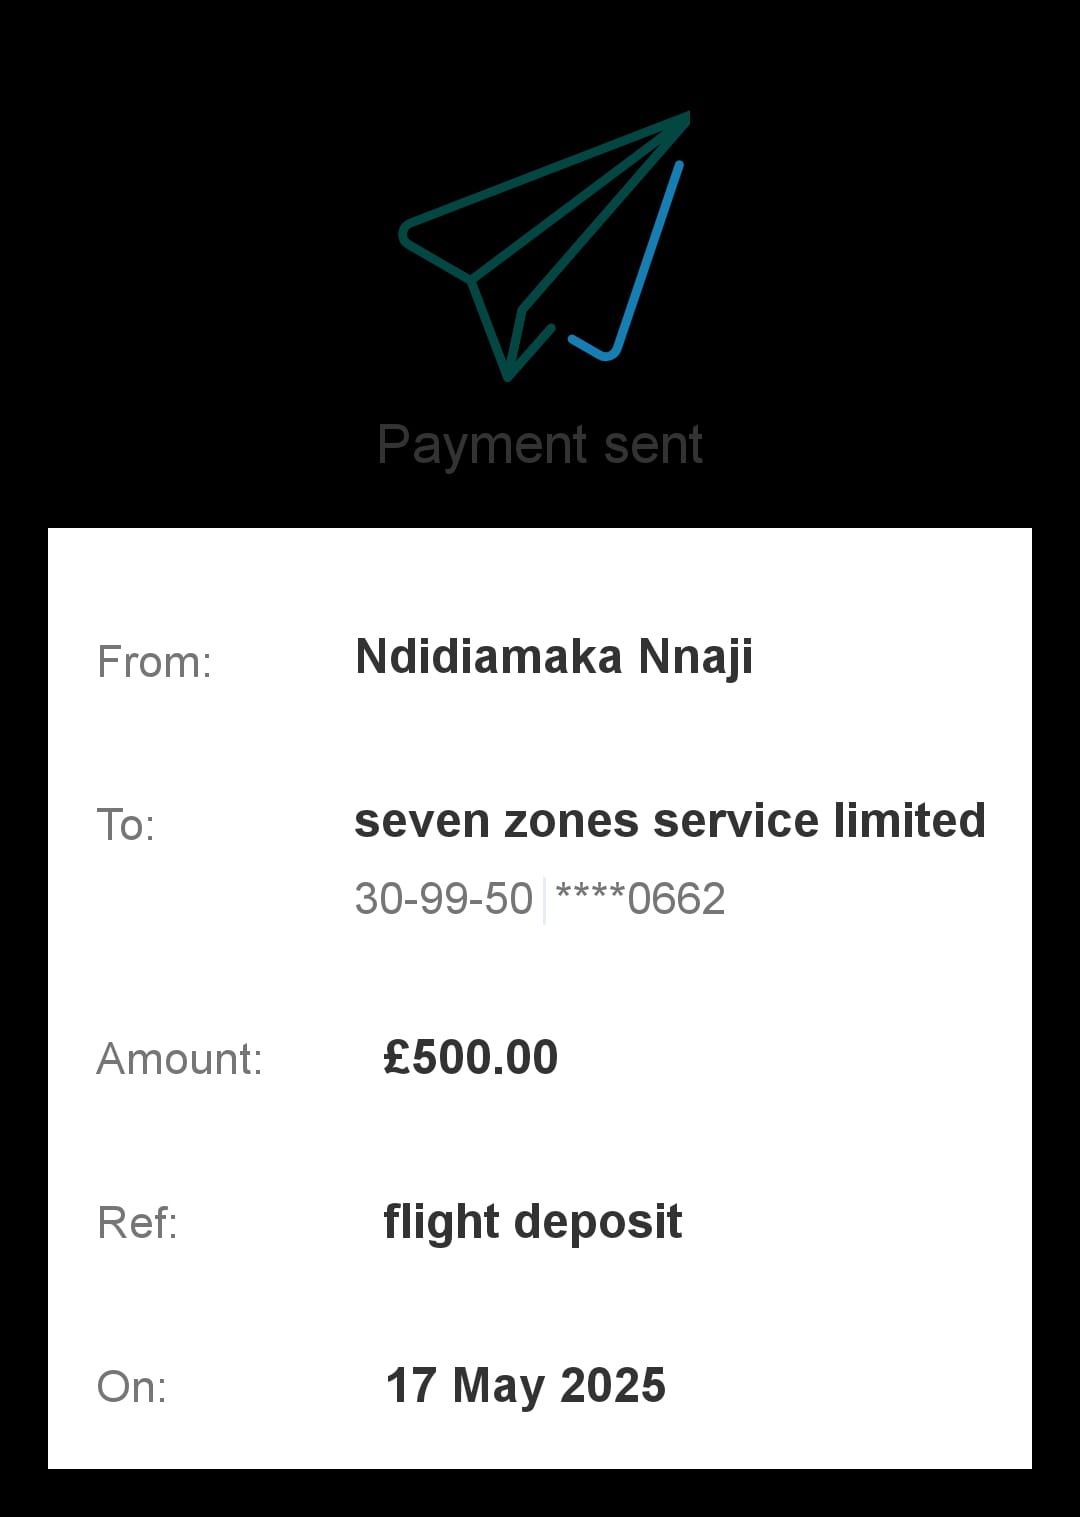 Payment sent
From: Ndidiamaka Nnaji
To: seven zones service limited
30-99-50 | ****0662
Amount: £500.00
Ref: flight deposit
On: 17 May 2025